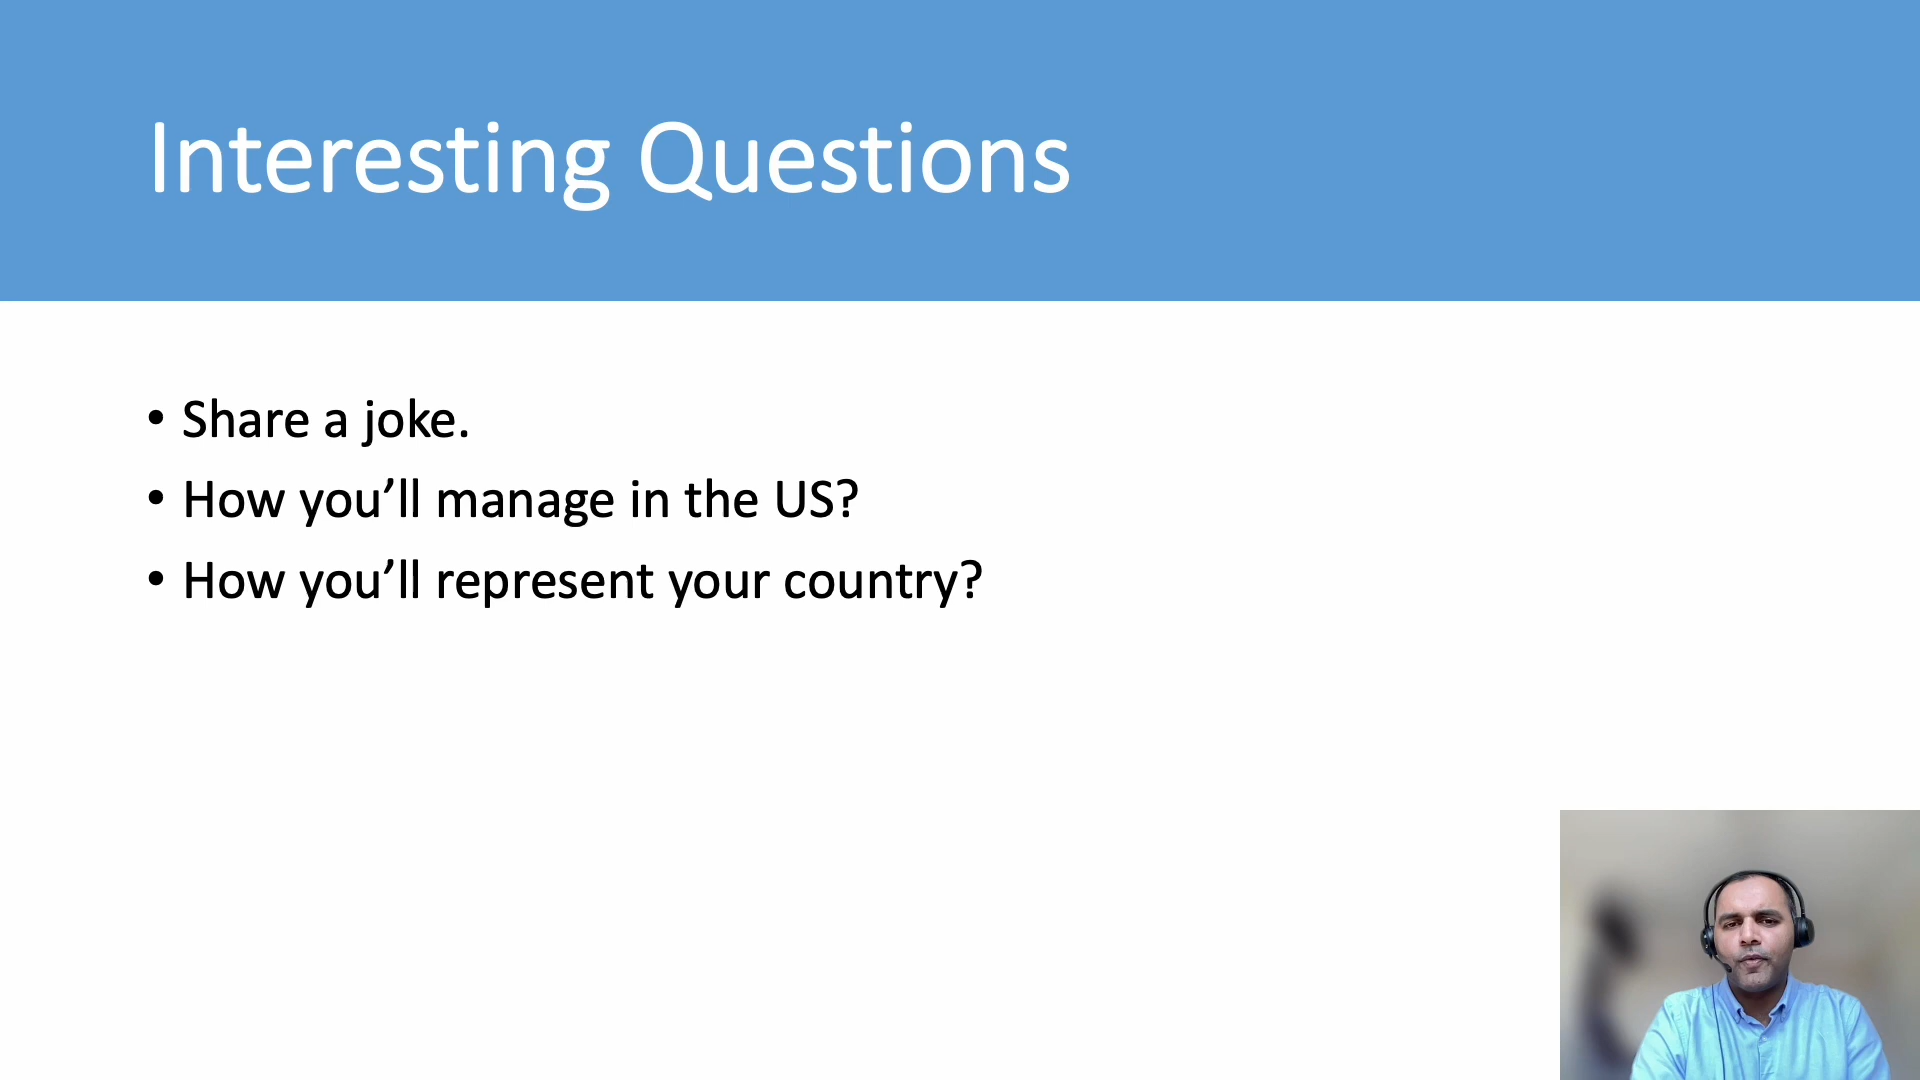 Interesting Questions
• Share a joke.
• How you’ll manage in the US?
• How you’ll represent your country?